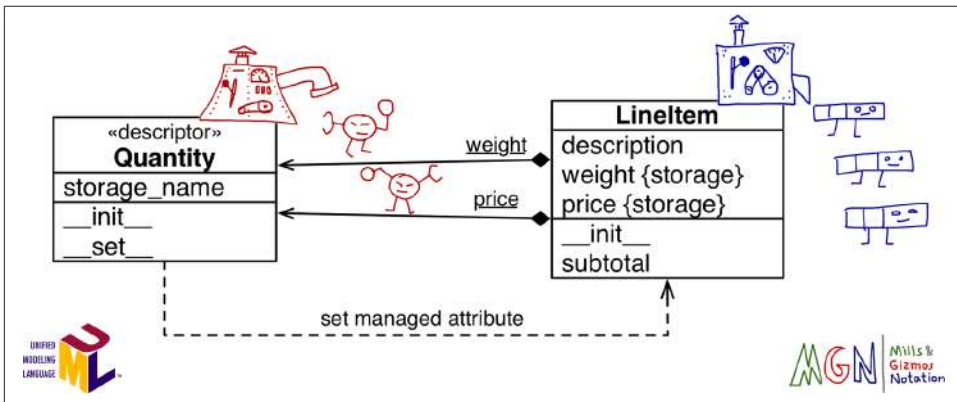 «descriptor»
Quantity
storage_name
__init__
__set__
weight
price
LineItem
description
weight {storage}
price {storage}
__init__
subtotal
set managed attribute
UNIFIED
MODELING
LANGUAGE
UML
™
MGN
Mills &
Gizmos
Notation